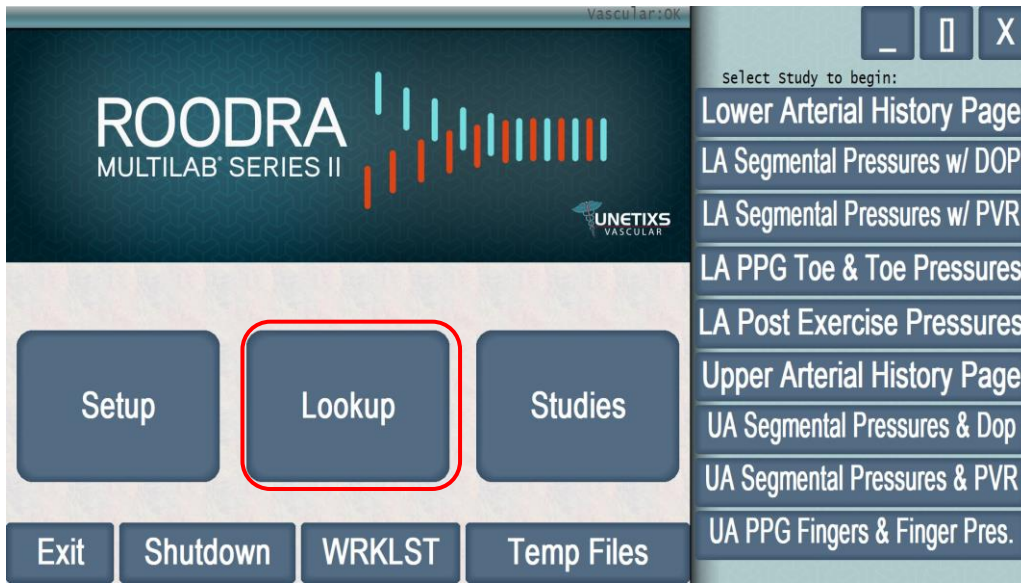 Vascular:OK
ROODRA
MULTILAB® SERIES II
UNETIXS
VASCULAR
Setup
Lookup
Studies
Exit
Shutdown
WRKLST
Temp Files
_ [] X
Select Study to begin:
Lower Arterial History Page
LA Segmental Pressures w/ DOP
LA Segmental Pressures w/ PVR
LA PPG Toe & Toe Pressures
LA Post Exercise Pressures
Upper Arterial History Page
UA Segmental Pressures & Dop
UA Segmental Pressures & PVR
UA PPG Fingers & Finger Pres.